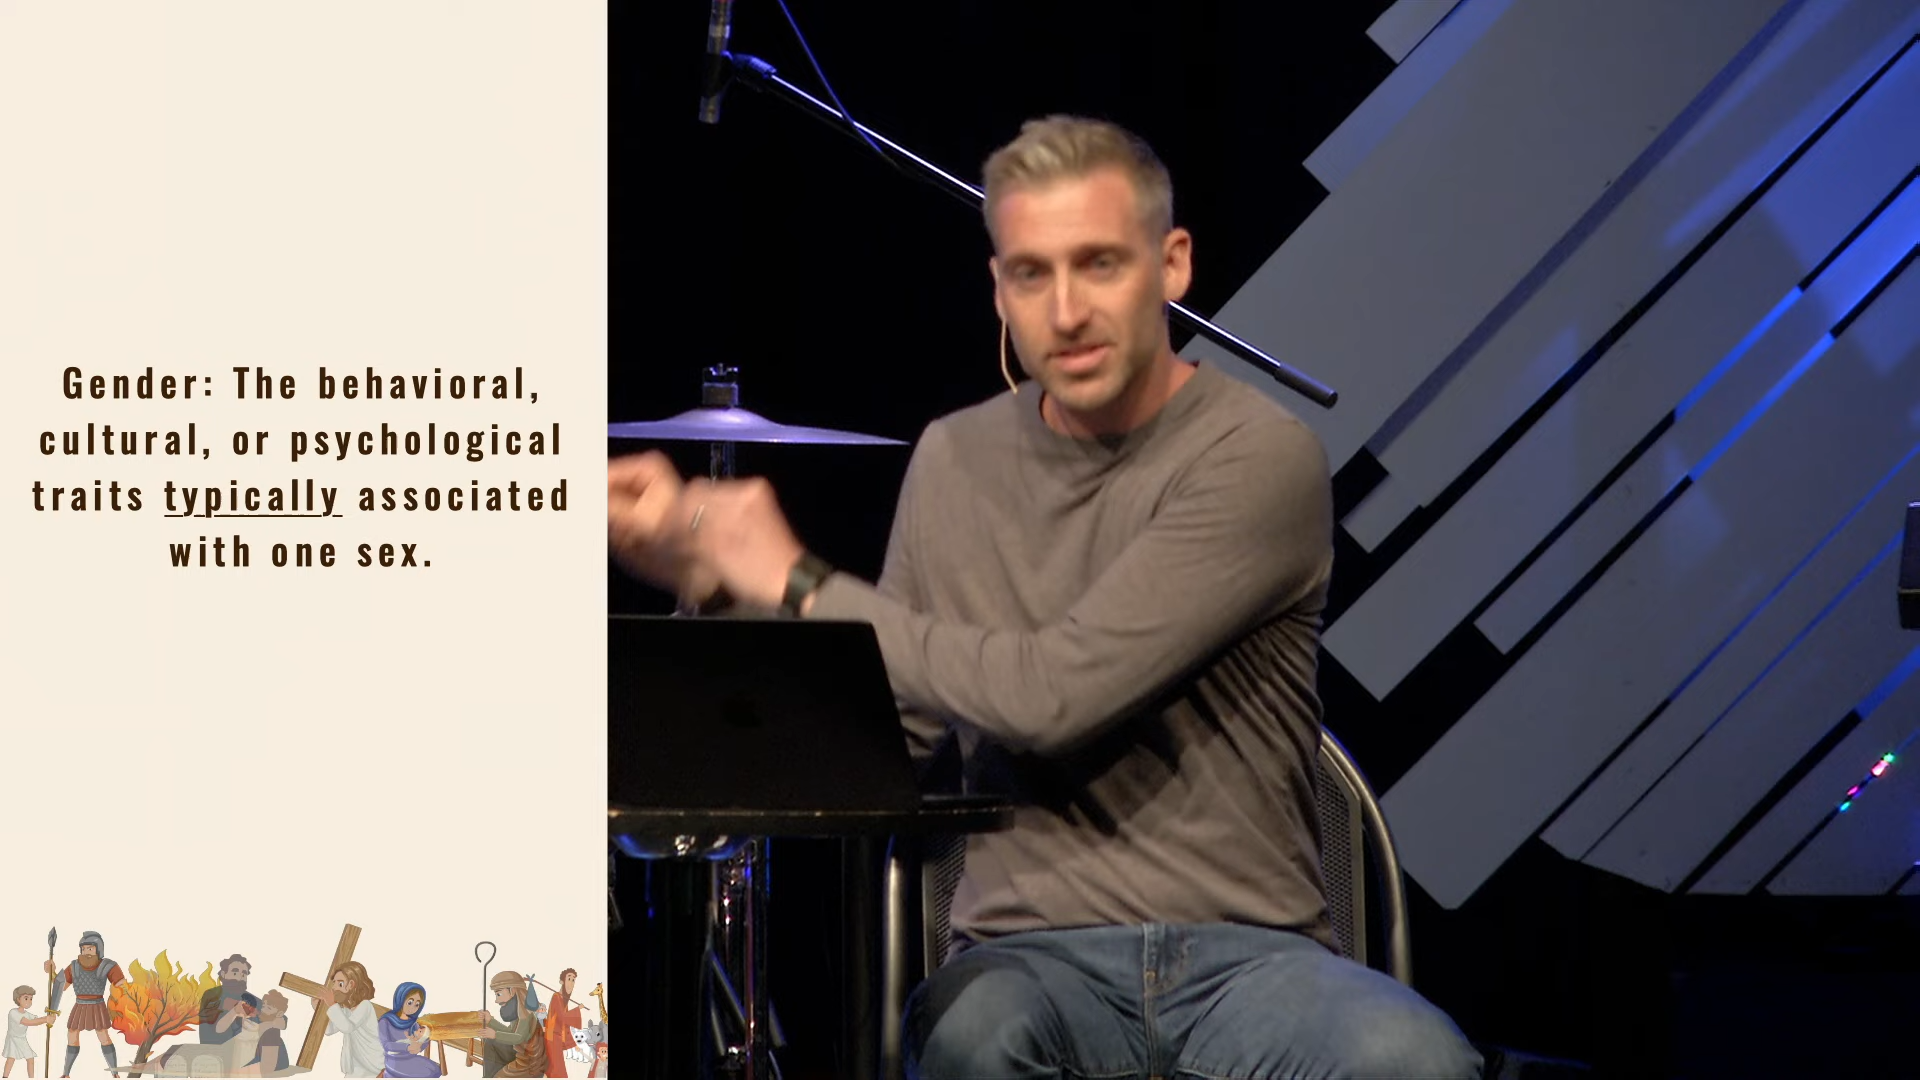 Gender: The behavioral,
cultural, or psychological
traits typically associated
with one sex.